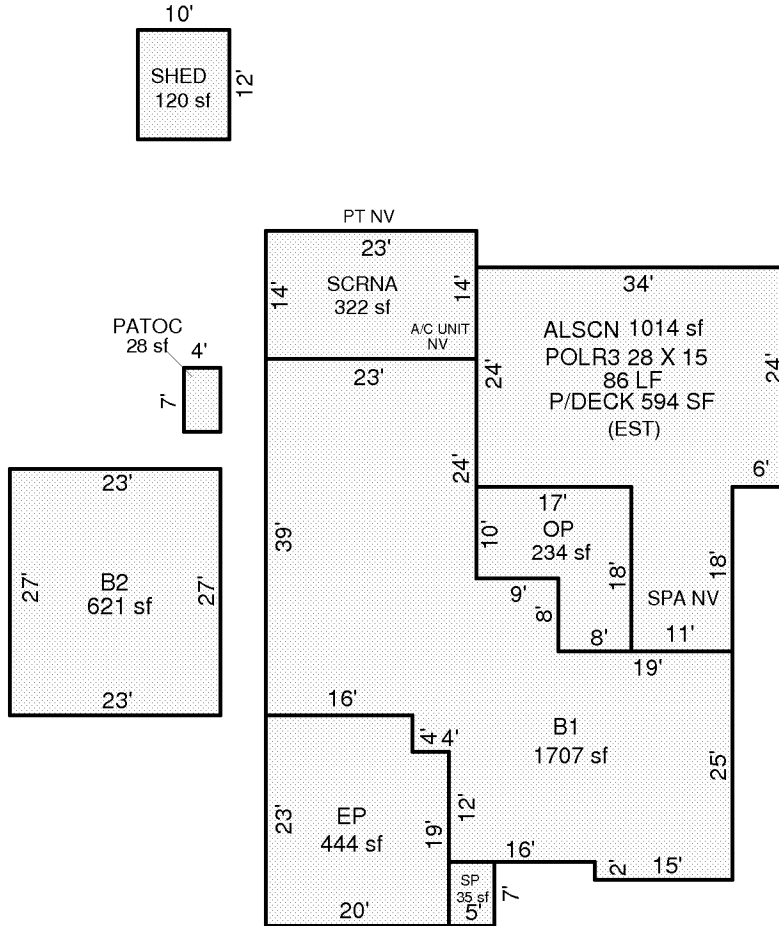 10'
SHED
120 sf
12'
PT NV
23'
SCRNA
322 sf
14'
14'
A/C UNIT
NV
34'
ALSCN 1014 sf
POLR3 28 X 15
86 LF
P/DECK 594 SF
(EST)
24'
24'
6'
PATOC
28 sf
4'
7'
23'
24'
39'
17'
OP
234 sf
10'
18'
9'
8'
8'
18'
SPA NV
11'
19'
23'
B2
621 sf
27'
27'
23'
16'
4'
4'
B1
1707 sf
25'
12'
16'
2'
15'
EP
444 sf
23'
19'
20'
SP
35 sf
5'
7'